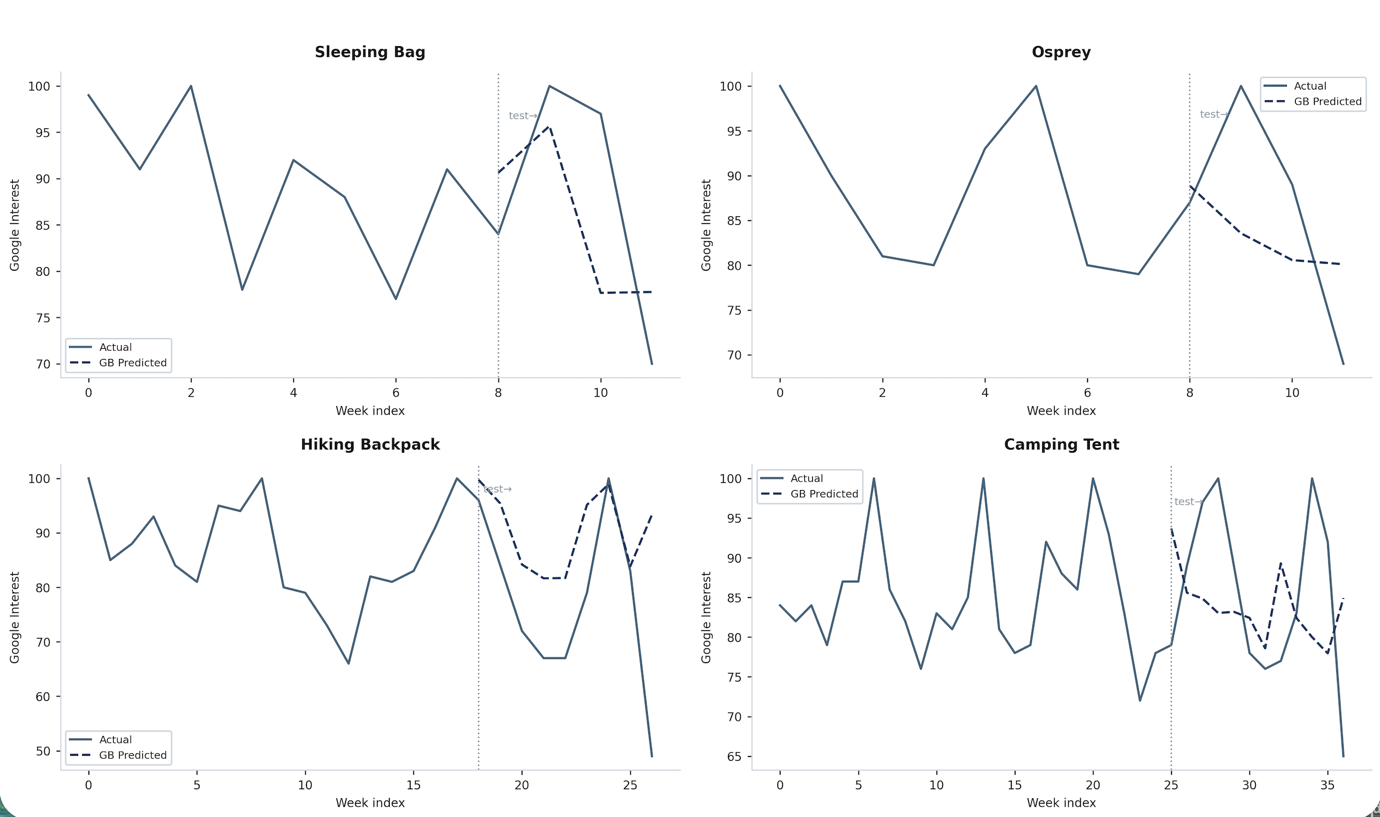 Sleeping Bag
100
95
90
85
80
75
70
Google Interest
test→
Actual
GB Predicted
0 2 4 6 8 10
Week index
Osprey
100
95
90
85
80
75
70
Google Interest
test→
Actual
GB Predicted
0 2 4 6 8 10
Week index
Hiking Backpack
100
90
80
70
60
50
Google Interest
test→
Actual
GB Predicted
0 5 10 15 20 25
Week index
Camping Tent
100
95
90
85
80
75
70
65
Google Interest
Actual
GB Predicted
test→
0 5 10 15 20 25 30 35
Week index